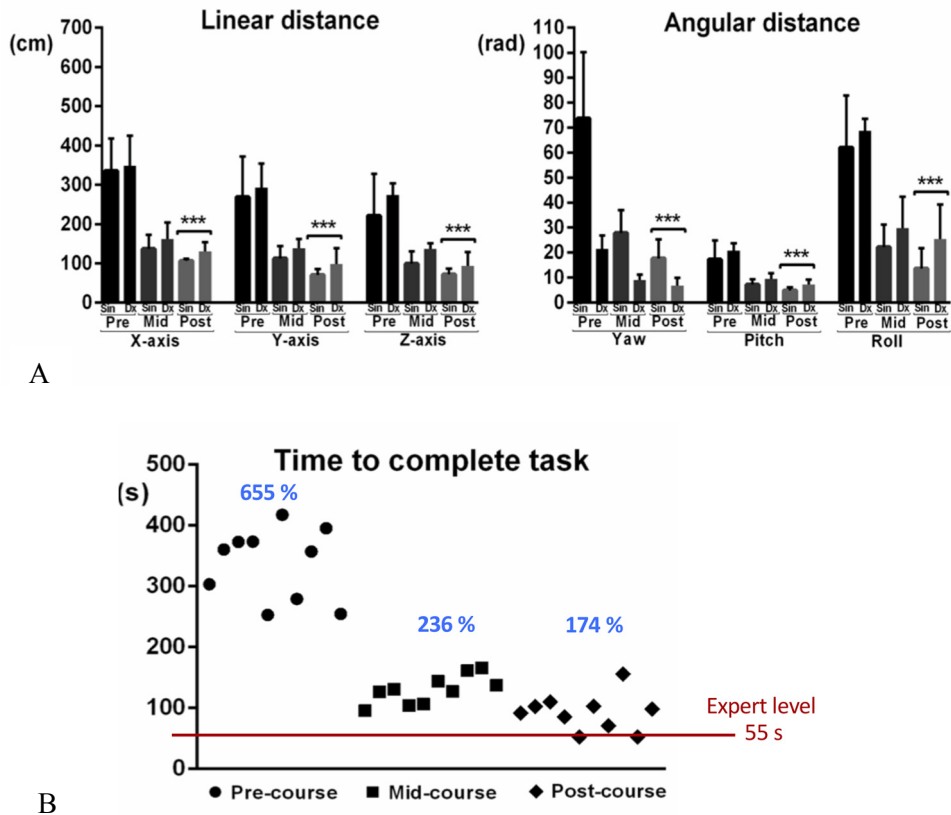 Linear distance
(cm)
700
600
500
400
300
200
100
0
***
***
***
Sin Dx Sin Dx Sin Dx Sin Dx Sin Dx Sin Dx Sin Dx Sin Dx Sin Dx
Pre Mid Post Pre Mid Post Pre Mid Post
X-axis Y-axis Z-axis
Angular distance
(rad)
110
100
90
80
70
60
50
40
30
20
10
0
***
***
***
Sin Dx Sin Dx Sin Dx Sin Dx Sin Dx Sin Dx Sin Dx Sin Dx Sin Dx
Pre Mid Post Pre Mid Post Pre Mid Post
Yaw Pitch Roll
A
Time to complete task
(s)
500
400
300
200
100
0
655 %
236 %
174 %
Expert level
55 s
Pre-course Mid-course Post-course
B